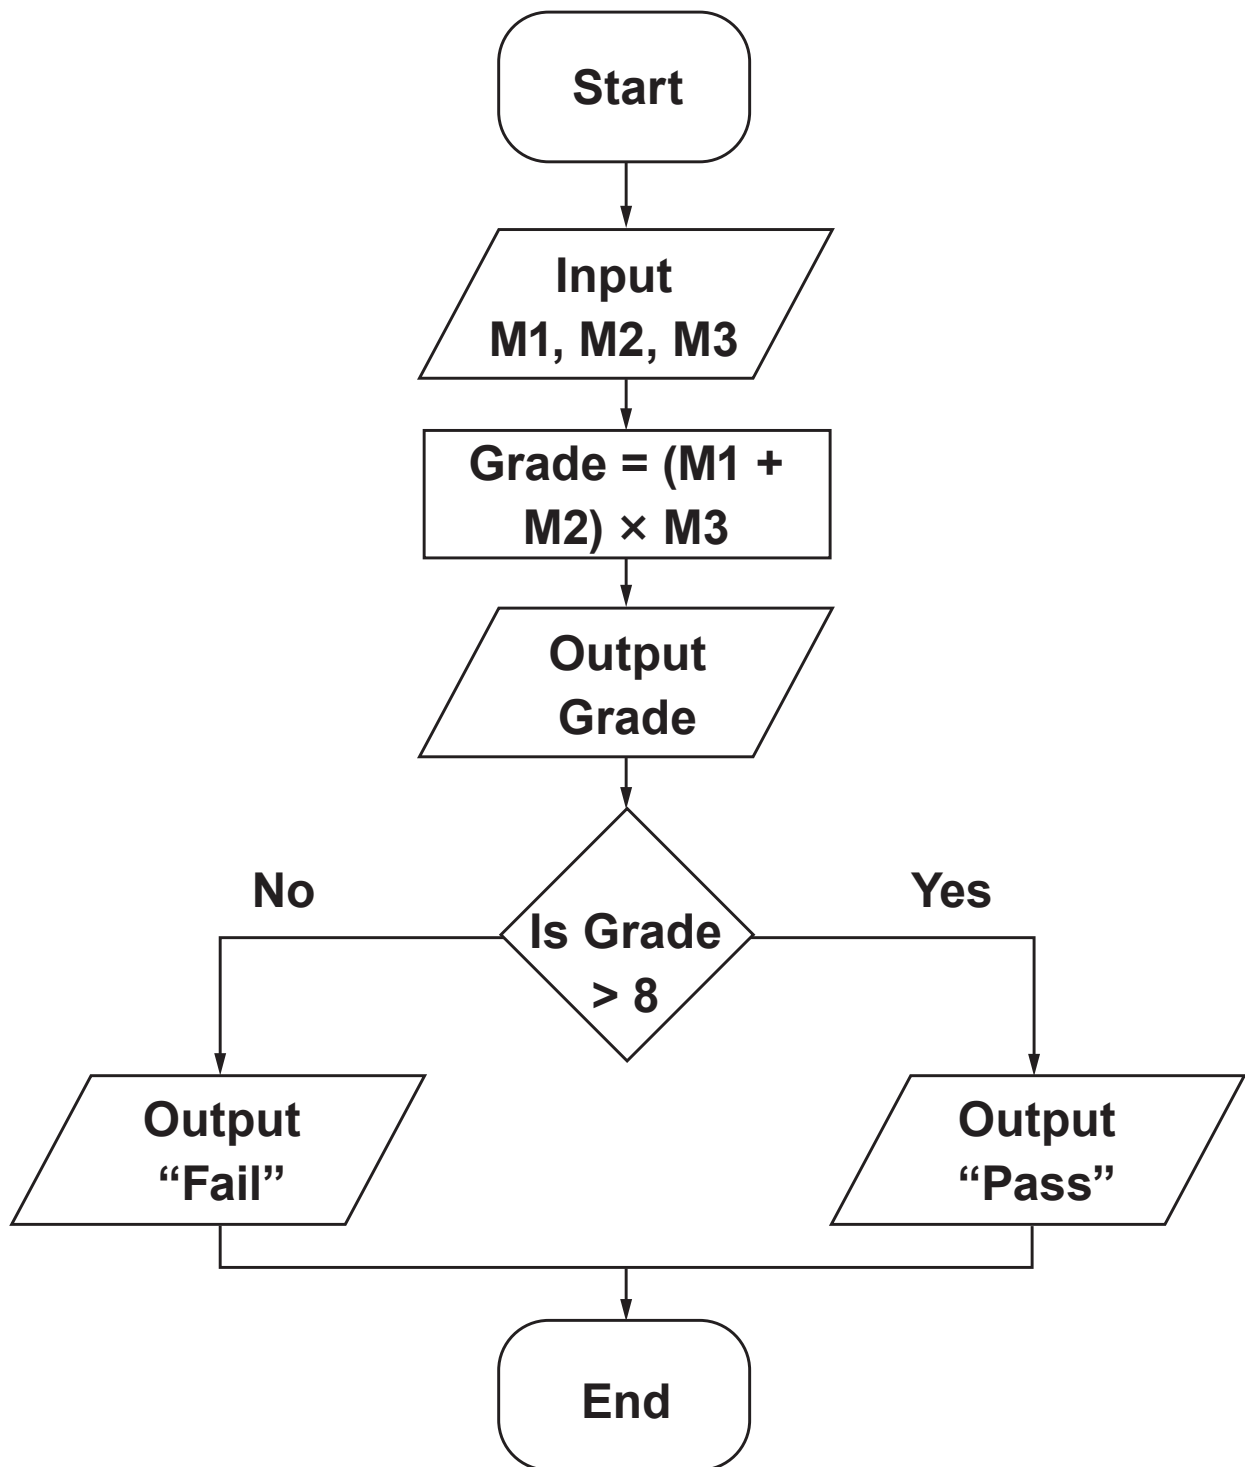 Start
Input
M1, M2, M3
Grade = (M1 +
M2) × M3
Output
Grade
No
Yes
Is Grade
> 8
Output
“Fail”
Output
“Pass”
End